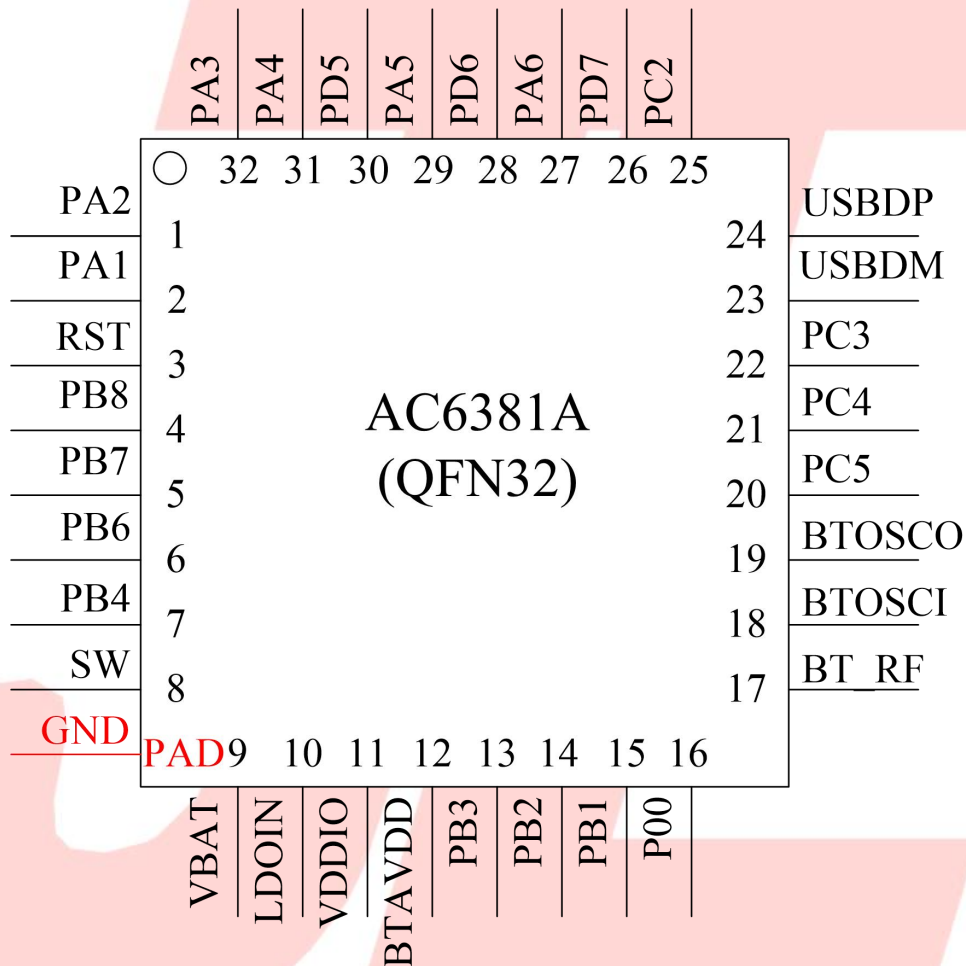 PA3
PA4
PD5
PA5
PD6
PA6
PD7
PC2
32 31 30 29 28 27 26 25
PA2
1
PA1
2
RST
3
PB8
4
PB7
5
PB6
6
PB4
7
SW
8
GND
PAD
AC6381A
(QFN32)
USBDP
24
USBDM
23
PC3
22
PC4
21
PC5
20
BTOSCO
19
BTOSCI
18
BT_RF
17
9 10 11 12 13 14 15 16
VBAT
LDOIN
VDDIO
BTAVDD
PB3
PB2
PB1
P00